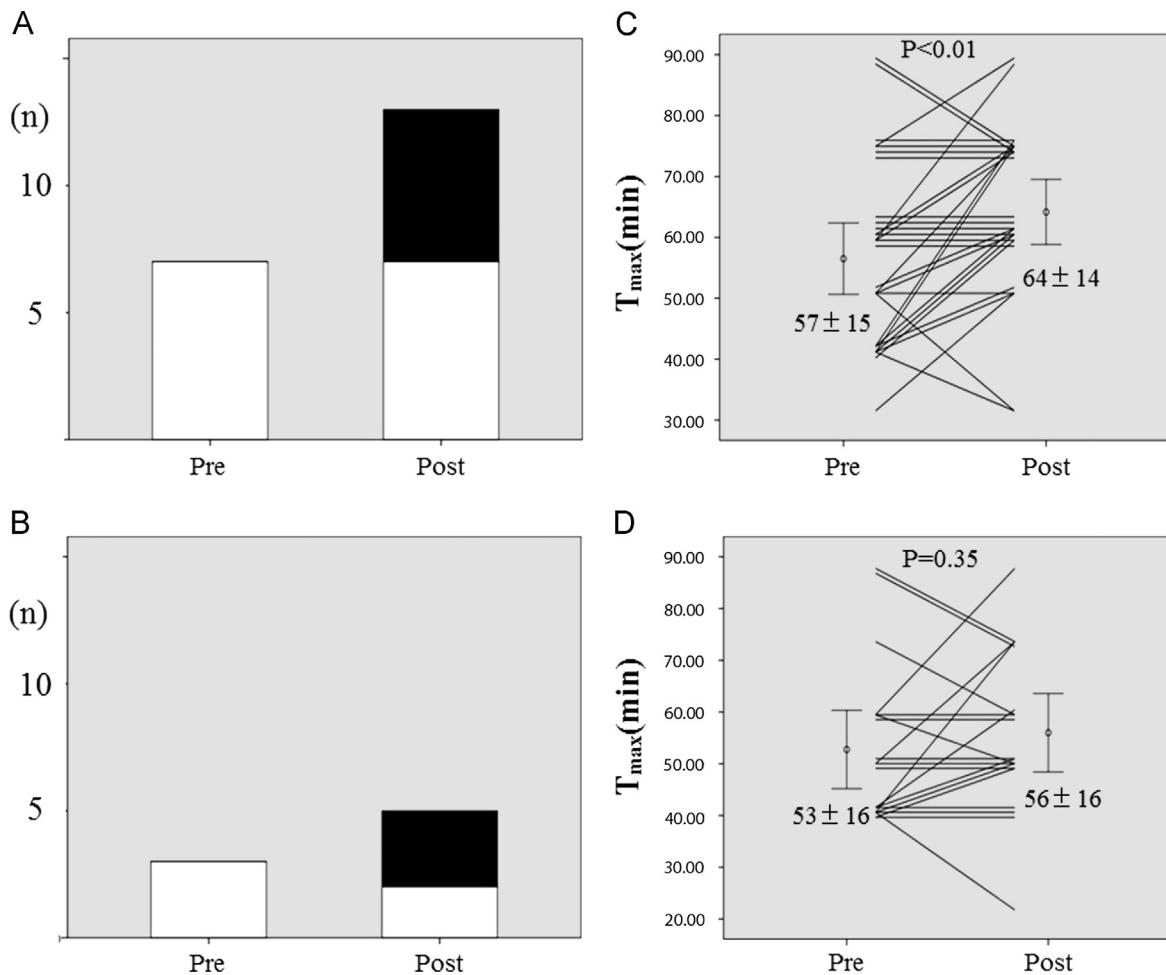 A
(n)
10
5
Pre Post
C
P<0.01
90.00
80.00
70.00
60.00
50.00
40.00
30.00
Tmax(min)
57±15
64±14
Pre Post
B
(n)
10
5
Pre Post
D
P=0.35
90.00
80.00
70.00
60.00
50.00
40.00
30.00
20.00
Tmax(min)
53±16
56±16
Pre Post